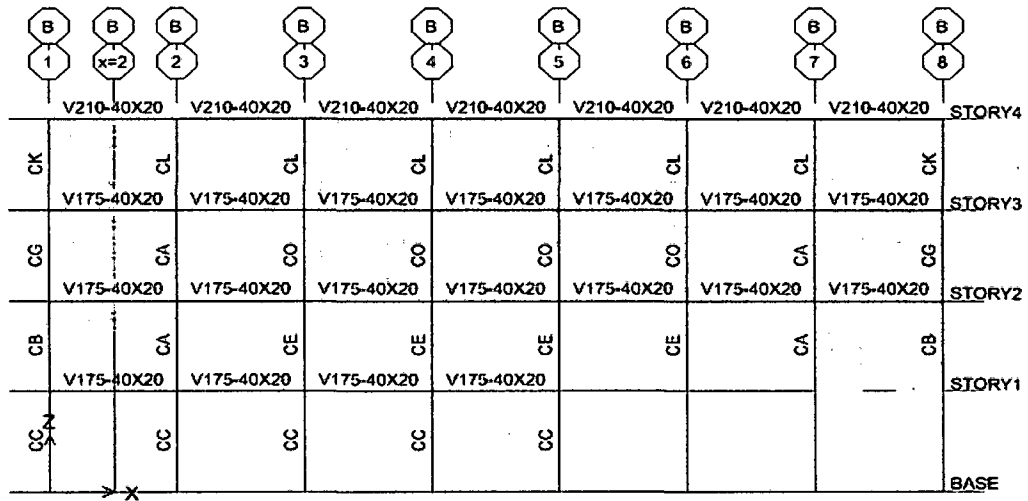 B B B B B B B B B
1 x=2 2 3 4 5 6 7 8
V210-40X20 V210-40X20 V210-40X20 V210-40X20 V210-40X20 V210-40X20 V210-40X20 STORY4
CK CL CL CL CL CL CL CK
V175-40X20 V175-40X20 V175-40X20 V175-40X20 V175-40X20 V175-40X20 V175-40X20 STORY3
CG CA CO CO CO CO CA CG
V175-40X20 V175-40X20 V175-40X20 V175-40X20 V175-40X20 V175-40X20 V175-40X20 STORY2
CB CA CE CE CE CE CA CB
V175-40X20 V175-40X20 V175-40X20 V175-40X20 STORY1
Z
CC CC CC CC CC
X BASE